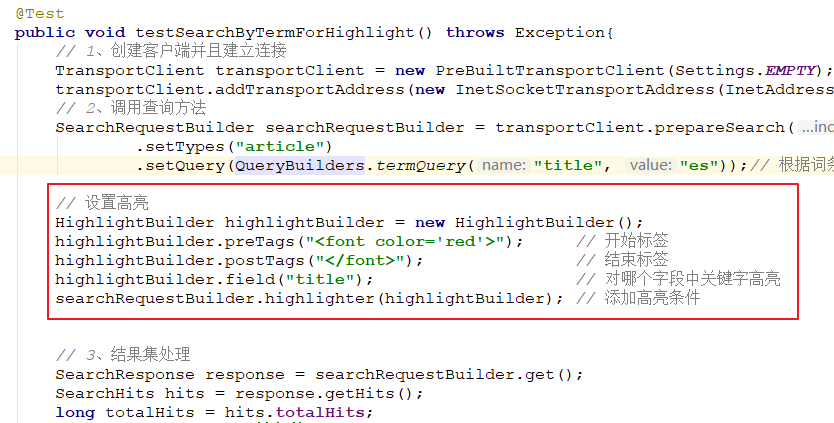 @Test
public void testSearchByTermForHighlight() throws Exception{
// 1、创建客户端并且建立连接
TransportClient transportClient = new PreBuiltTransportClient(Settings.EMPTY);
transportClient.addTransportAddress(new InetSocketTransportAddress(InetAddress
// 2、调用查询方法
SearchRequestBuilder searchRequestBuilder = transportClient.prepareSearch( ...inc
.setTypes("article")
.setQuery(QueryBuilders.termQuery( name: "title", value: "es"));// 根据词条
// 设置高亮
HighlightBuilder highlightBuilder = new HighlightBuilder();
highlightBuilder.preTags("<font color='red'>"); // 开始标签
highlightBuilder.postTags("</font>"); // 结束标签
highlightBuilder.field("title"); // 对哪个字段中关键字高亮
searchRequestBuilder.highlighter(highlightBuilder); // 添加高亮条件
// 3、结果集处理
SearchResponse response = searchRequestBuilder.get();
SearchHits hits = response.getHits();
long totalHits = hits.totalHits;